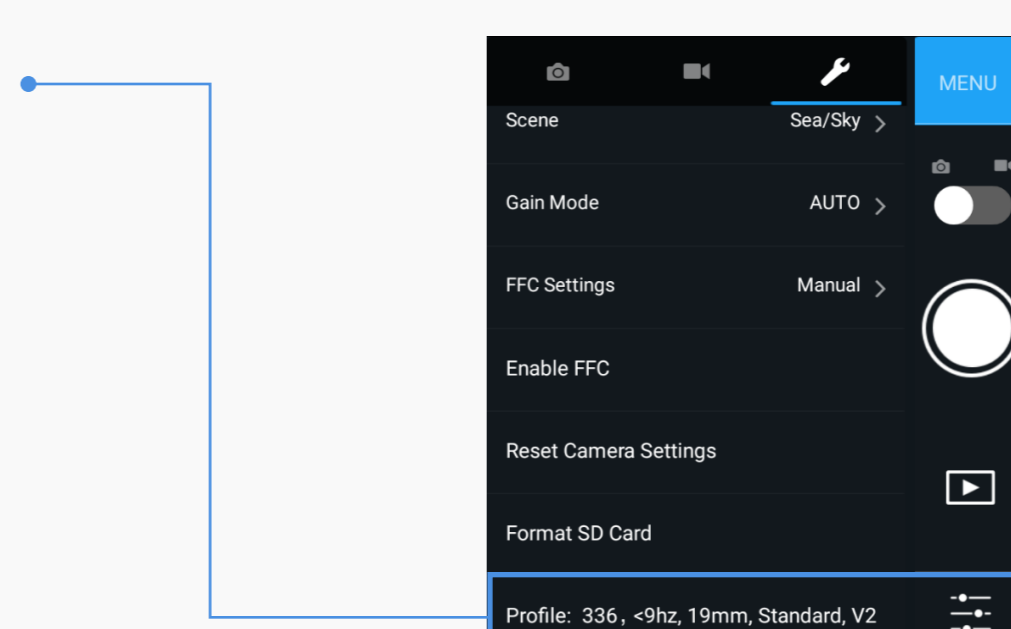 MENU
Scene Sea/Sky
Gain Mode AUTO
FFC Settings Manual
Enable FFC
Reset Camera Settings
Format SD Card
Profile: 336, <9hz, 19mm, Standard, V2